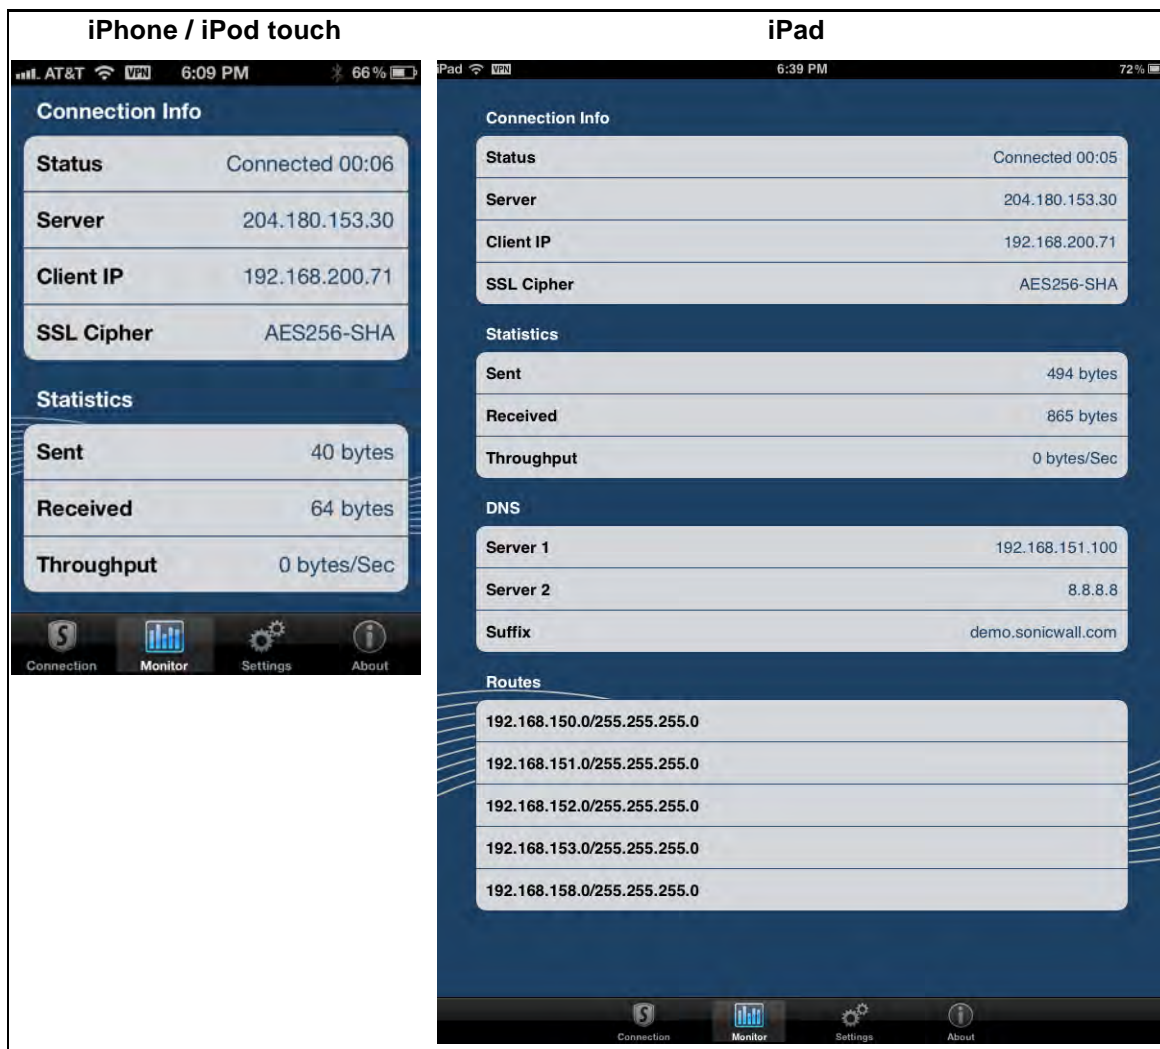 iPhone / iPod touch
AT&T VPN 6:09 PM 66%
Connection Info
Status Connected 00:06
Server 204.180.153.30
Client IP 192.168.200.71
SSL Cipher AES256-SHA
Statistics
Sent 40 bytes
Received 64 bytes
Throughput 0 bytes/Sec
Connection Monitor Settings About
iPad
iPad VPN 6:39 PM 72%
Connection Info
Status Connected 00:05
Server 204.180.153.30
Client IP 192.168.200.71
SSL Cipher AES256-SHA
Statistics
Sent 494 bytes
Received 865 bytes
Throughput 0 bytes/Sec
DNS
Server 1 192.168.151.100
Server 2 8.8.8.8
Suffix demo.sonicwall.com
Routes
192.168.150.0/255.255.255.0
192.168.151.0/255.255.255.0
192.168.152.0/255.255.255.0
192.168.153.0/255.255.255.0
192.168.158.0/255.255.255.0
Connection Monitor Settings About